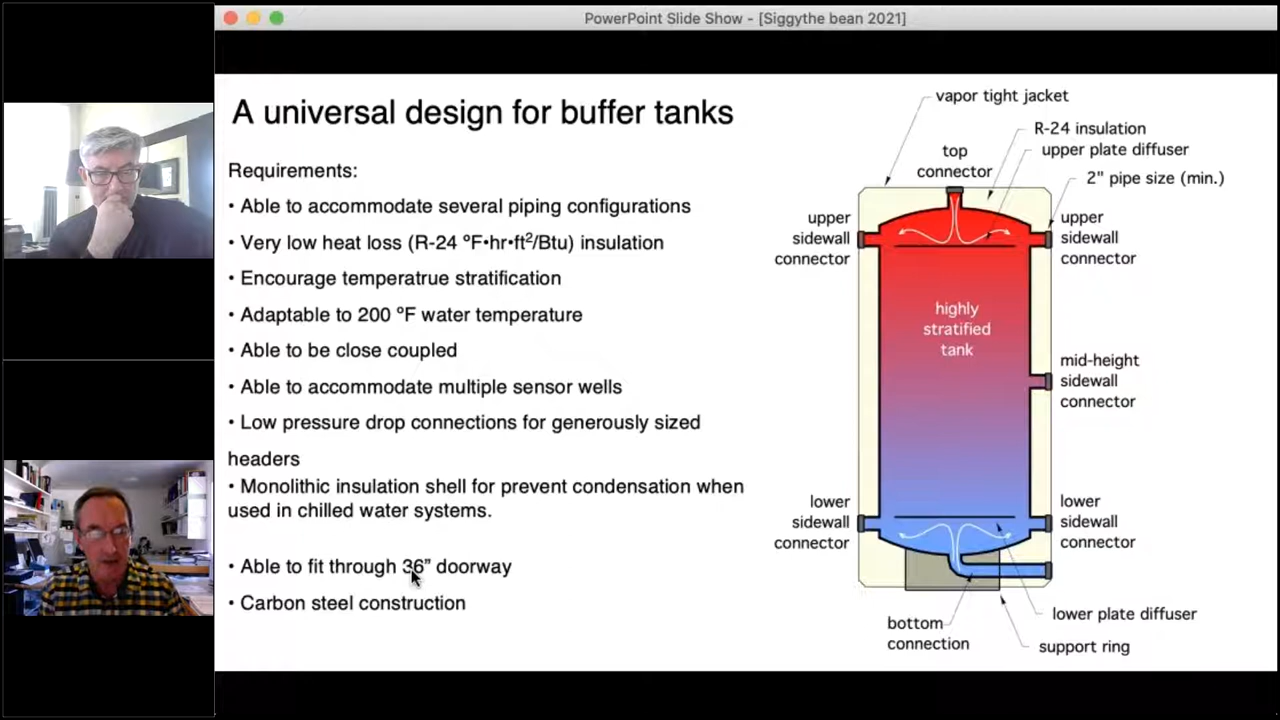 PowerPoint Slide Show - [Siggythe bean 2021]
A universal design for buffer tanks
Requirements:
• Able to accommodate several piping configurations
• Very low heat loss (R-24 ºF•hr•ft²/Btu) insulation
• Encourage temperatrue stratification
• Adaptable to 200 ºF water temperature
• Able to be close coupled
• Able to accommodate multiple sensor wells
• Low pressure drop connections for generously sized
headers
• Monolithic insulation shell for prevent condensation when
used in chilled water systems.
• Able to fit through 36” doorway
• Carbon steel construction
vapor tight jacket
R-24 insulation
upper plate diffuser
2" pipe size (min.)
top
connector
upper
sidewall
connector
upper
sidewall
connector
highly
stratified
tank
mid-height
sidewall
connector
lower
sidewall
connector
lower
sidewall
connector
lower plate diffuser
bottom
connection
support ring